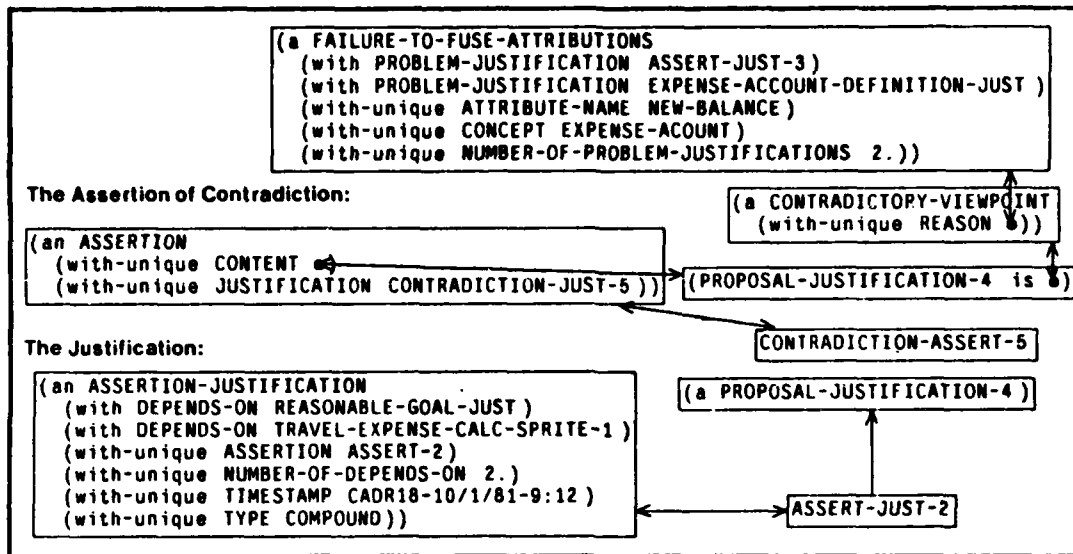 (a FAILURE-TO-FUSE-ATTRIBUTIONS
(with PROBLEM-JUSTIFICATION ASSERT-JUST-3)
(with PROBLEM-JUSTIFICATION EXPENSE-ACCOUNT-DEFINITION-JUST)
(with-unique ATTRIBUTE-NAME NEW-BALANCE)
(with-unique CONCEPT EXPENSE-ACOUNT)
(with-unique NUMBER-OF-PROBLEM-JUSTIFICATIONS 2.))
The Assertion of Contradiction:
(a CONTRADICTORY-VIEWPOINT
(with-unique REASON ))
(an ASSERTION
(with-unique CONTENT )
(with-unique JUSTIFICATION CONTRADICTION-JUST-5))
(PROPOSAL-JUSTIFICATION-4 is )
CONTRADICTION-ASSERT-5
The Justification:
(an ASSERTION-JUSTIFICATION
(with DEPENDS-ON REASONABLE-GOAL-JUST)
(with DEPENDS-ON TRAVEL-EXPENSE-CALC-SPRITE-1)
(with-unique ASSERTION ASSERT-2)
(with-unique NUMBER-OF-DEPENDS-ON 2.)
(with-unique TIMESTAMP CADR18-10/1/81-9:12)
(with-unique TYPE COMPOUND))
(a PROPOSAL-JUSTIFICATION-4)
ASSERT-JUST-2